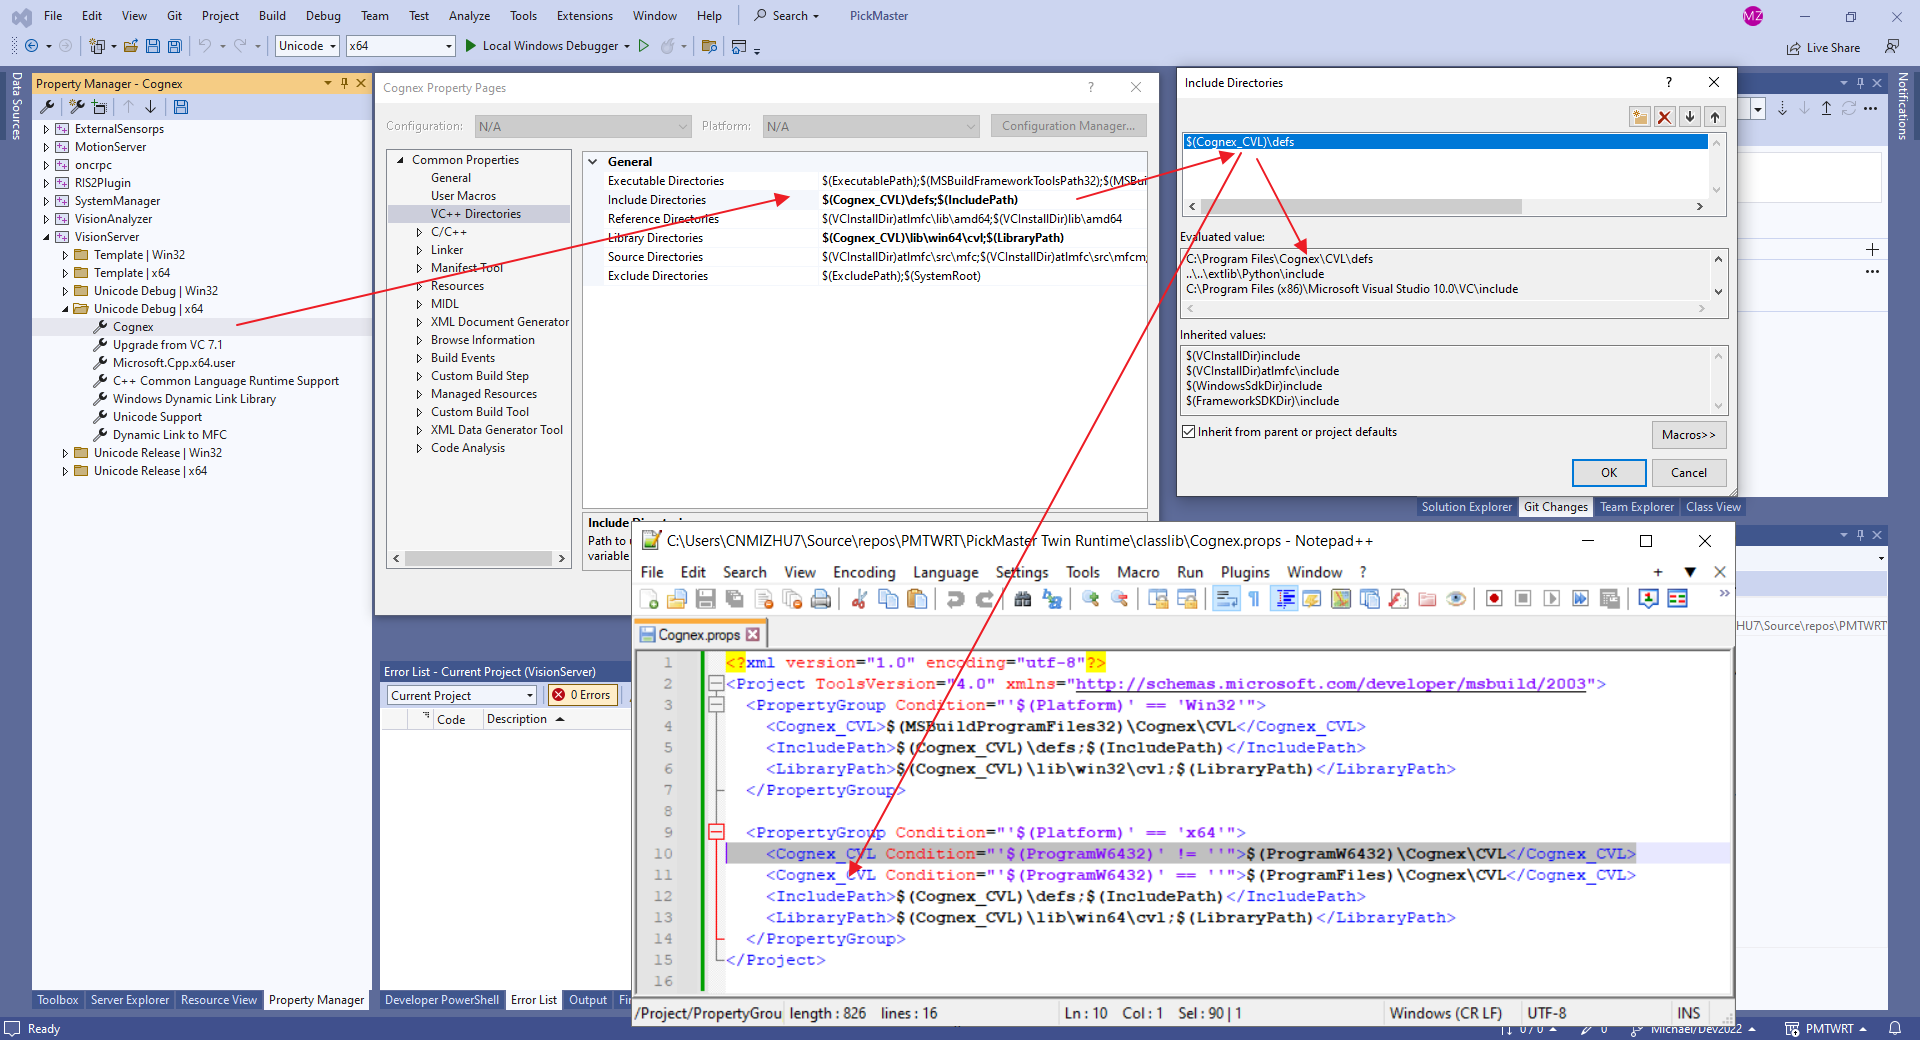 File Edit View Git Project Build Debug Team Test Analyze Tools Extensions Window Help Search PickMaster MZ
Unicode x64 Local Windows Debugger Live Share
Data Sources
Property Manager - Cognex
ExternalSensorps
MotionServer
oncrpc
RIS2Plugin
SystemManager
VisionAnalyzer
VisionServer
Template | Win32
Template | x64
Unicode Debug | Win32
Unicode Debug | x64
Cognex
Upgrade from VC 7.1
Microsoft.Cpp.x64.user
C++ Common Language Runtime Support
Windows Dynamic Link Library
Unicode Support
Dynamic Link to MFC
Unicode Release | Win32
Unicode Release | x64
Toolbox Server Explorer Resource View Property Manager
Cognex Property Pages ?
Configuration: N/A Platform: N/A Configuration Manager...
Common Properties
General
User Macros
VC++ Directories
C/C++
Linker
Manifest Tool
Resources
MIDL
XML Document Generator
Browse Information
Build Events
Custom Build Step
Managed Resources
Custom Build Tool
XML Data Generator Tool
Code Analysis
General
Executable Directories $(ExecutablePath);$(MSBuildFrameworkToolsPath32);$(MSBui
Include Directories $(Cognex_CVL)\defs;$(IncludePath)
Reference Directories $(VCInstallDir)atlmfc\lib\amd64;$(VCInstallDir)lib\amd64
Library Directories $(Cognex_CVL)\lib\win64\cvl;$(LibraryPath)
Source Directories $(VCInstallDir)atlmfc\src\mfc;$(VCInstallDir)atlmfc\src\mfcm;
Exclude Directories $(ExcludePath);$(SystemRoot)
Include
Path to
variable
Include Directories ?
$(Cognex_CVL)\defs
Evaluated value:
C:\Program Files\Cognex\CVL\defs
..\..\extlib\Python\include
C:\Program Files (x86)\Microsoft Visual Studio 10.0\VC\include
Inherited values:
$(VCInstallDir)include
$(VCInstallDir)atlmfc\include
$(WindowsSdkDir)include
$(FrameworkSDKDir)\include
Inherit from parent or project defaults
Macros>>
OK Cancel
Notifications
Solution Explorer Git Changes Team Explorer Class View
HU7\Source\repos\PMTWRT
Error List - Current Project (VisionServer)
Current Project 0 Errors
Code Description
Developer PowerShell Error List Output
C:\Users\CNMIZHU7\Source\repos\PMTWRT\PickMaster Twin Runtime\classlib\Cognex.props - Notepad++
File Edit Search View Encoding Language Settings Tools Macro Run Plugins Window ?
Cognex.props
1 <?xml version="1.0" encoding="utf-8"?>
2 <Project ToolsVersion="4.0" xmlns="http://schemas.microsoft.com/developer/msbuild/2003">
3 <PropertyGroup Condition="'$(Platform)' == 'Win32'">
4 <Cognex_CVL>$(MSBuildProgramFiles32)\Cognex\CVL</Cognex_CVL>
5 <IncludePath>$(Cognex_CVL)\defs;$(IncludePath)</IncludePath>
6 <LibraryPath>$(Cognex_CVL)\lib\win32\cvl;$(LibraryPath)</LibraryPath>
7 </PropertyGroup>
8
9 <PropertyGroup Condition="'$(Platform)' == 'x64'">
10 <Cognex_CVL Condition="'$(ProgramW6432)' != ''">$(ProgramW6432)\Cognex\CVL</Cognex_CVL>
11 <Cognex_CVL Condition="'$(ProgramW6432)' == ''">$(ProgramFiles)\Cognex\CVL</Cognex_CVL>
12 <IncludePath>$(Cognex_CVL)\defs;$(IncludePath)</IncludePath>
13 <LibraryPath>$(Cognex_CVL)\lib\win64\cvl;$(LibraryPath)</LibraryPath>
14 </PropertyGroup>
15 </Project>
16
/Project/PropertyGrou length : 826 lines : 16 Ln : 10 Col : 1 Sel : 90 | 1 Windows (CR LF) UTF-8 INS
Ready 0 / 0 0 Michael/Dev2022 PMTWRT